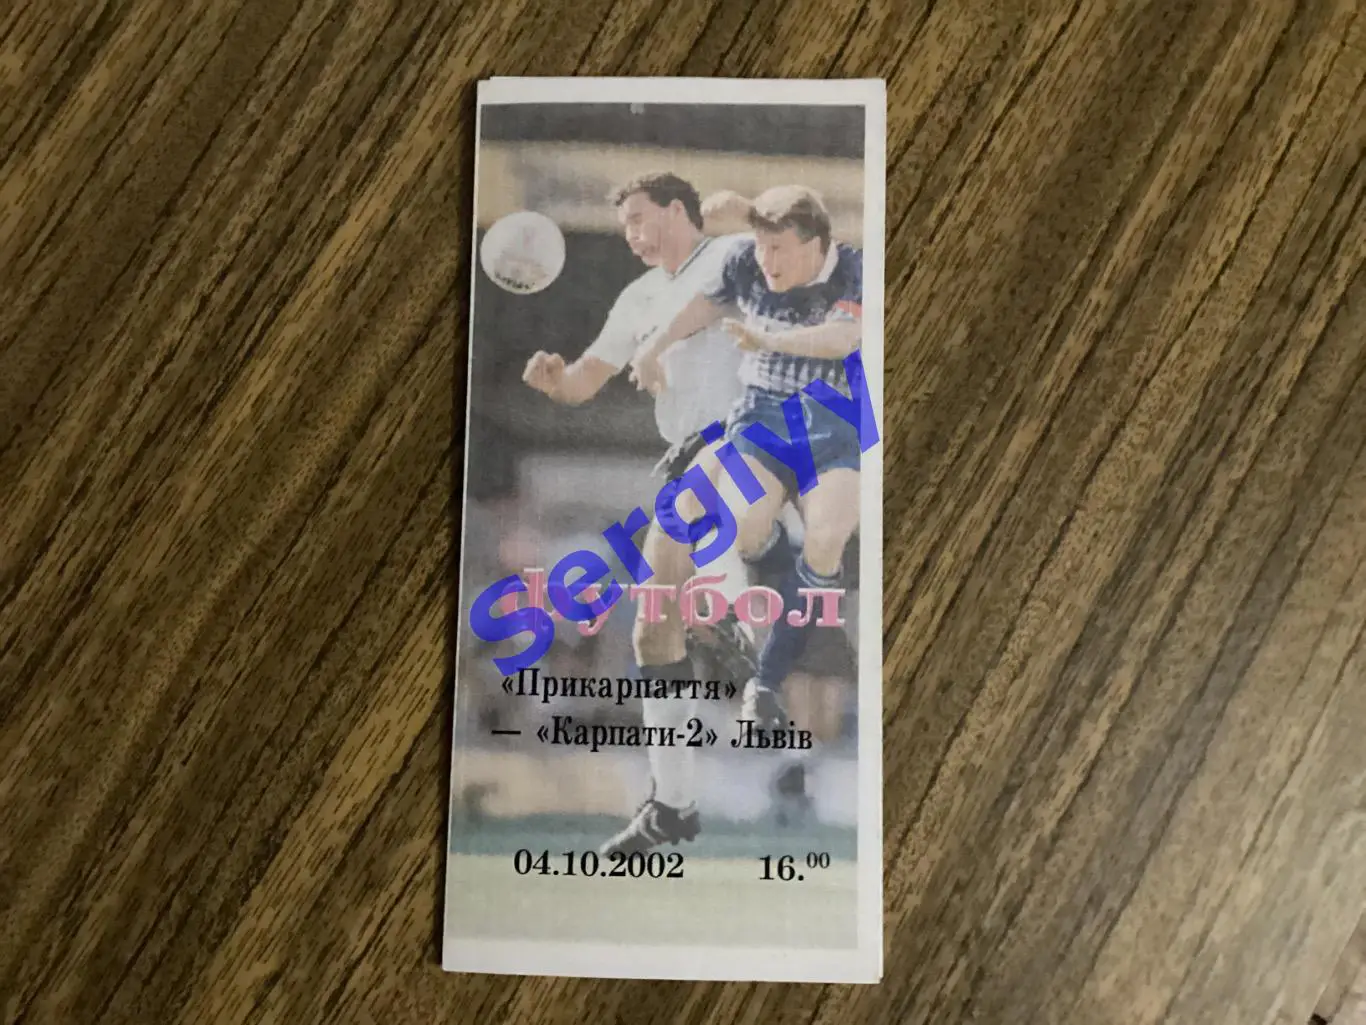 Sergiyy
футбол
«Прикарпаття»
— «Карпати-2» Львів
04.10.2002 16.00